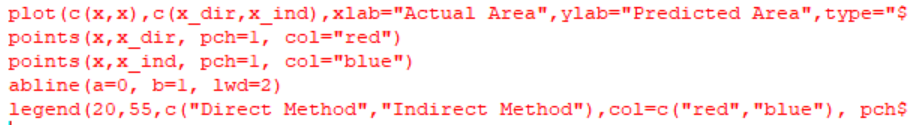 plot(c(x,x),c(x_dir,x_ind),xlab="Actual Area",ylab="Predicted Area",type="$
points(x,x_dir, pch=1, col="red")
points(x,x_ind, pch=1, col="blue")
abline(a=0, b=1, lwd=2)
legend(20,55,c("Direct Method","Indirect Method"),col=c("red","blue"), pch$